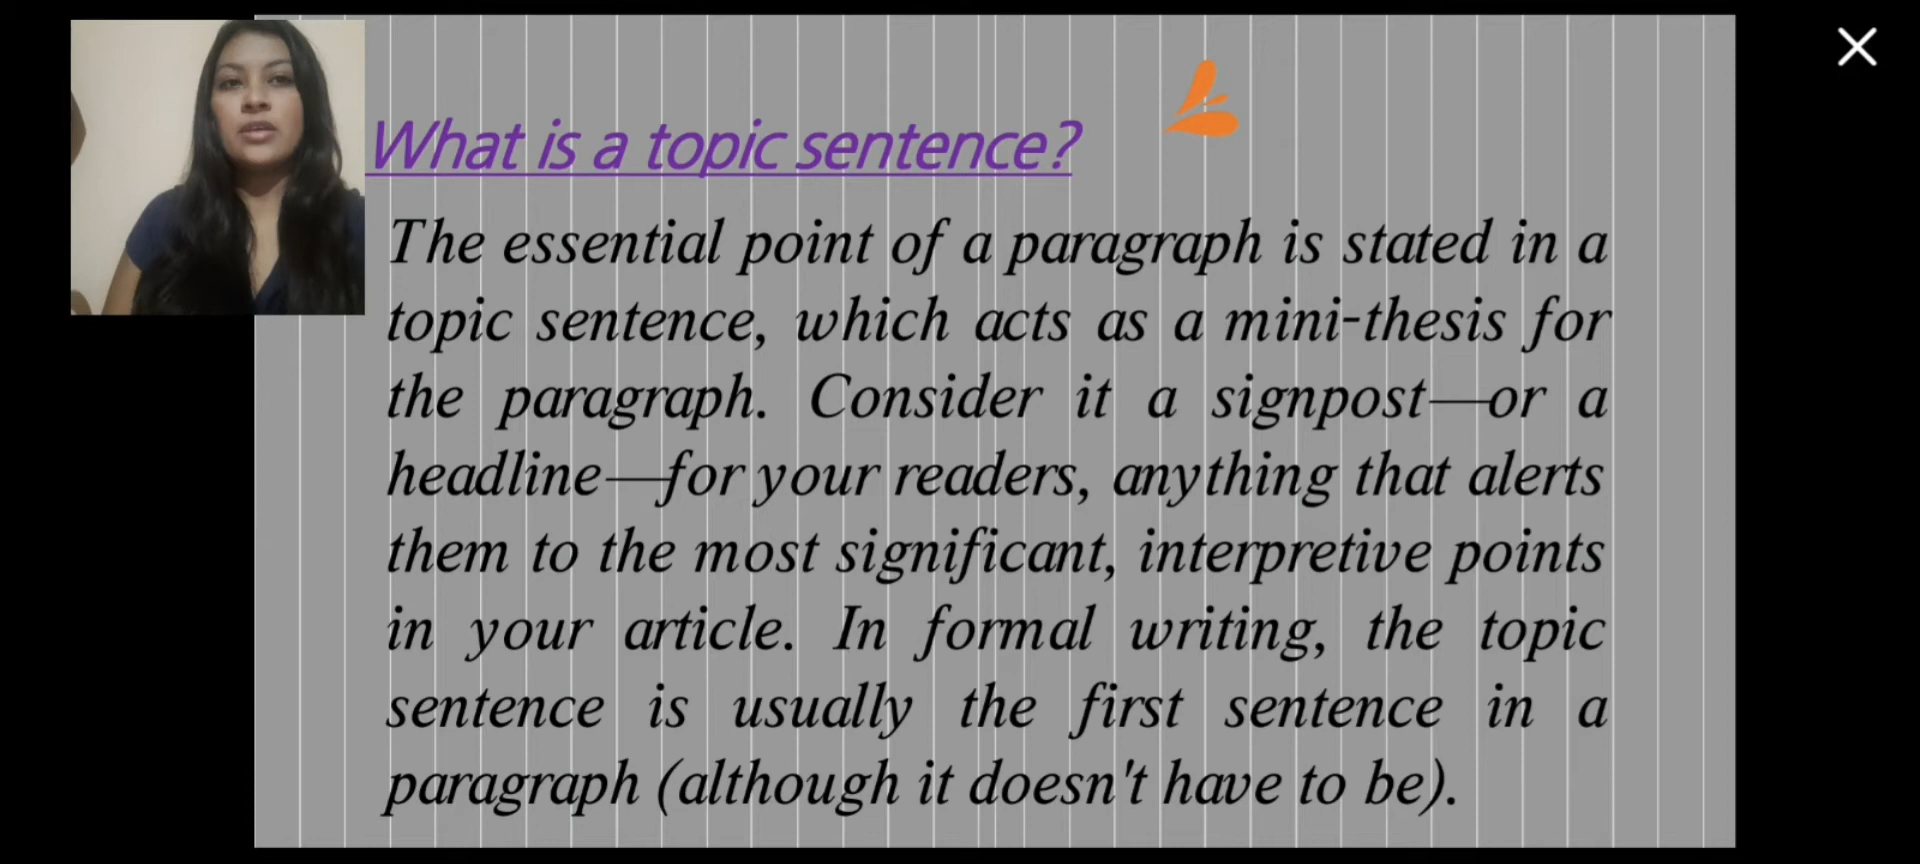 What is a topic sentence?
The essential point of a paragraph is stated in a
topic sentence, which acts as a mini-thesis for
the paragraph. Consider it a signpost—or a
headline—for your readers, anything that alerts
them to the most significant, interpretive points
in your article. In formal writing, the topic
sentence is usually the first sentence in a
paragraph (although it doesn't have to be).